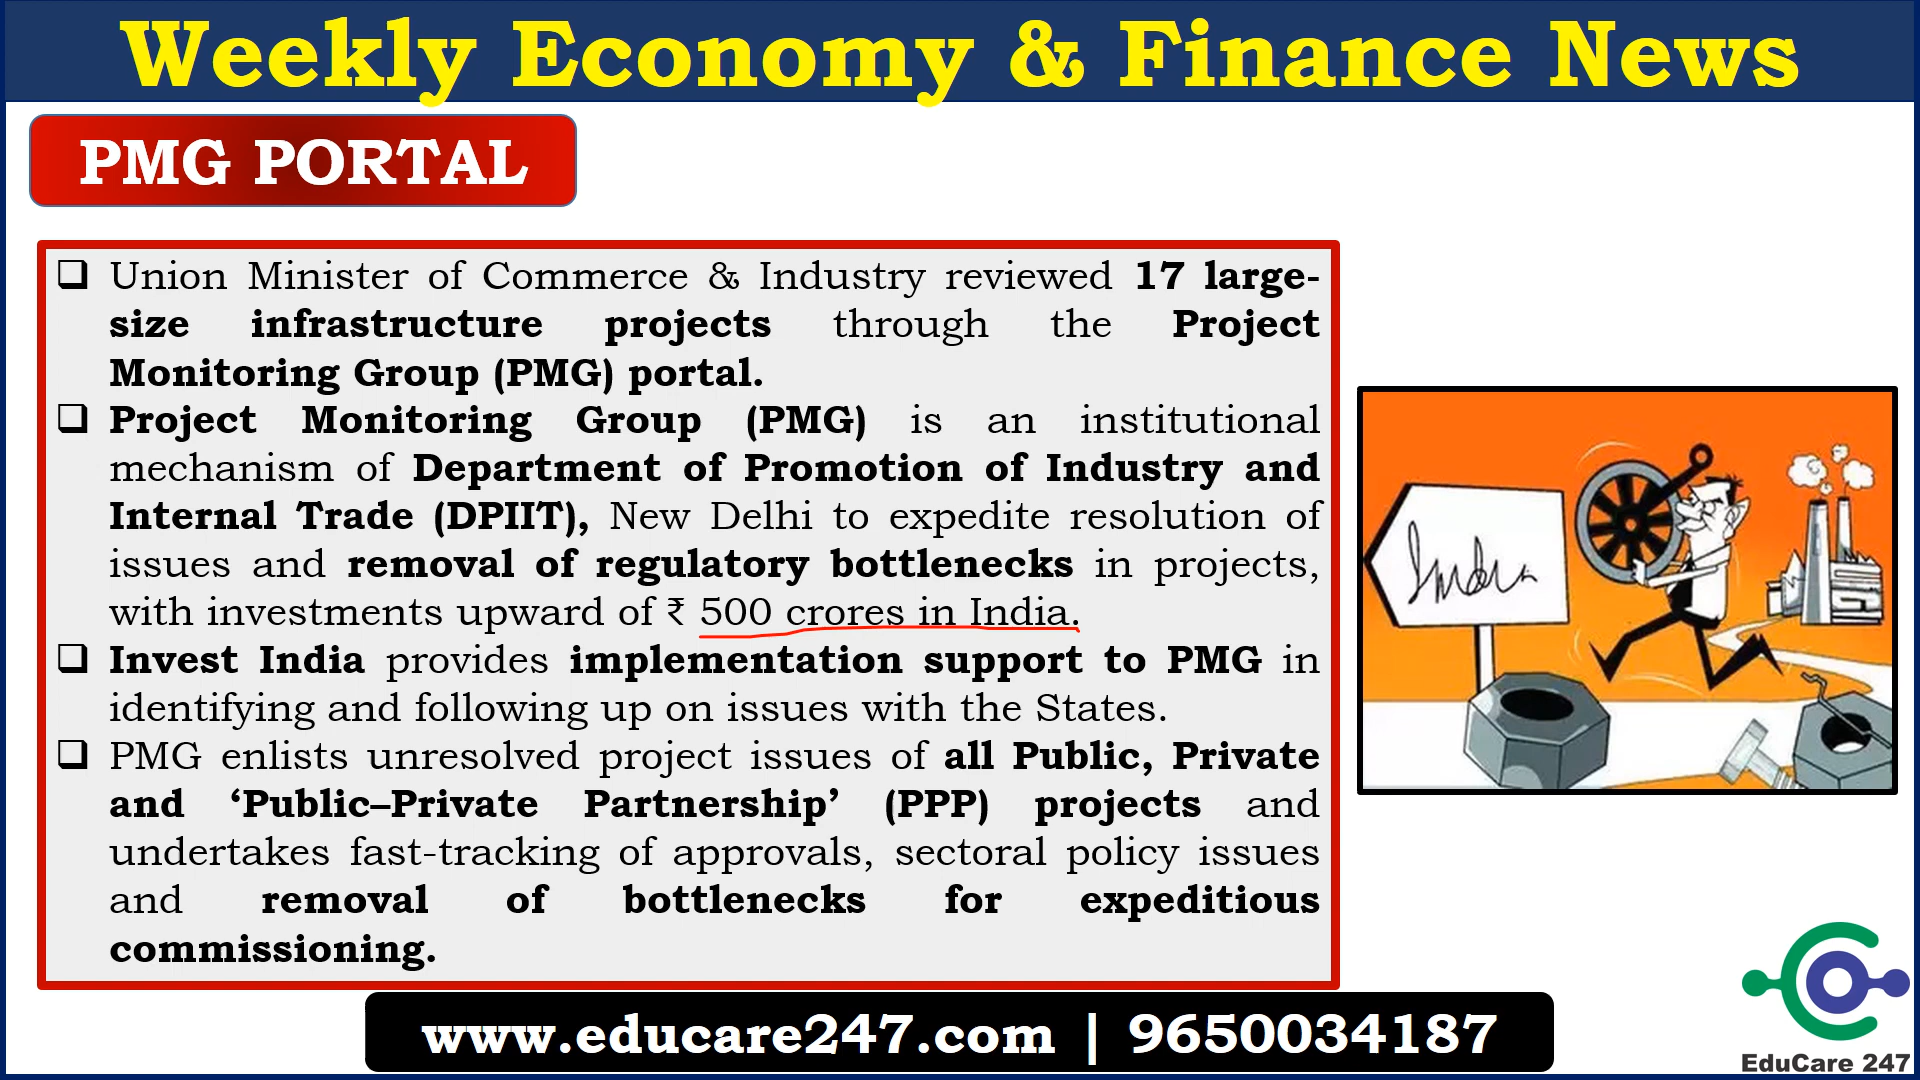 Weekly Economy & Finance News
PMG PORTAL
❑ Union Minister of Commerce & Industry reviewed 17 large-
size infrastructure projects through the Project
Monitoring Group (PMG) portal.
❑ Project Monitoring Group (PMG) is an institutional
mechanism of Department of Promotion of Industry and
Internal Trade (DPIIT), New Delhi to expedite resolution of
issues and removal of regulatory bottlenecks in projects,
with investments upward of ₹ 500 crores in India.
❑ Invest India provides implementation support to PMG in
identifying and following up on issues with the States.
❑ PMG enlists unresolved project issues of all Public, Private
and ‘Public–Private Partnership’ (PPP) projects and
undertakes fast-tracking of approvals, sectoral policy issues
and removal of bottlenecks for expeditious
commissioning.
India
www.educare247.com | 9650034187
EduCare 247